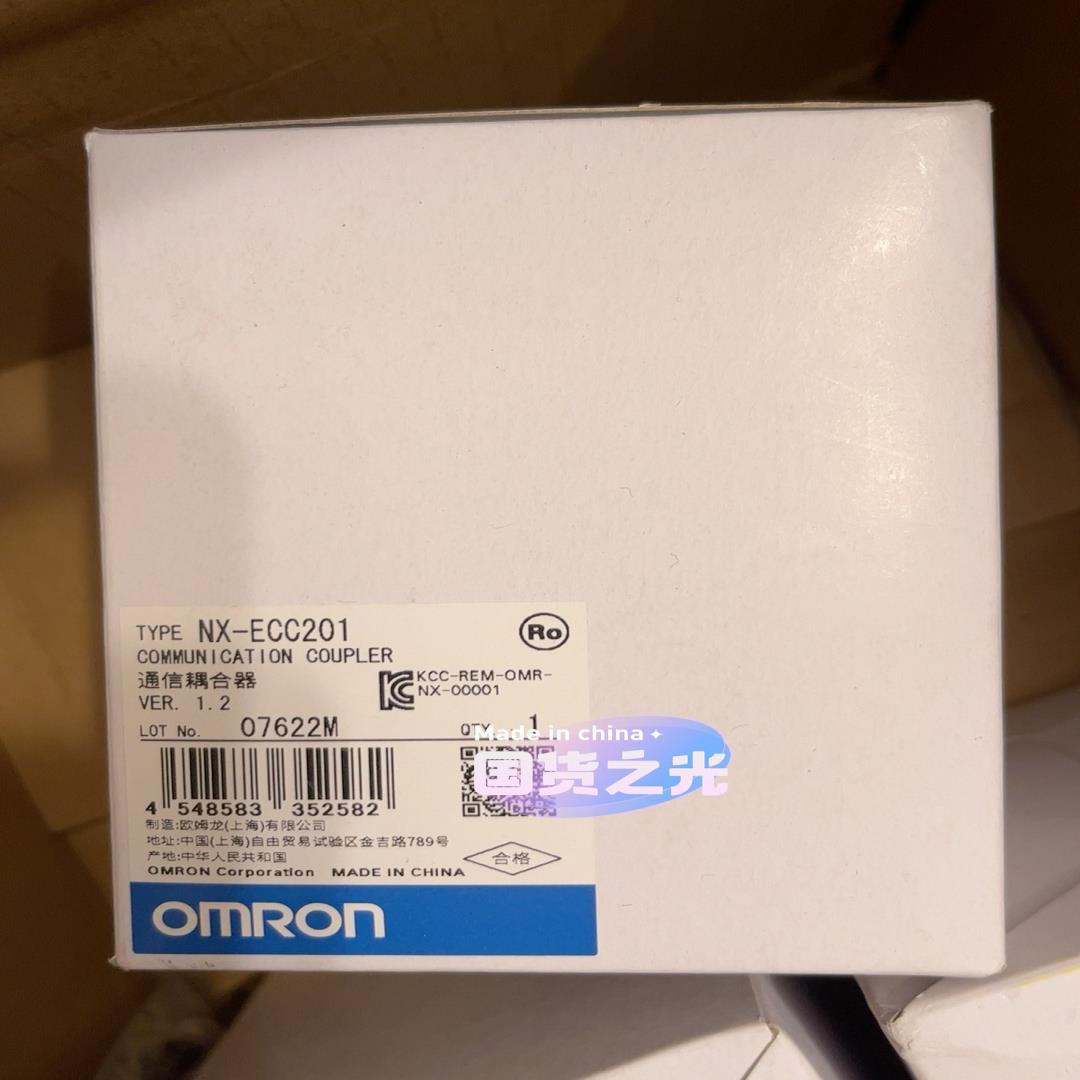 TYPE NX-ECC201
Ro
COMMUNICATION COUPLER
通信耦合器
KCC-REM-OMR-
NX-00001
VER. 1.2
LOT No. 07622M QTY 1
Made in china
国货之光
4 548583 352582
制造:欧姆龙(上海)有限公司
地址:中国(上海)自由贸易试验区金吉路789号
产地:中华人民共和国
合格
OMRON Corporation MADE IN CHINA
OMRON